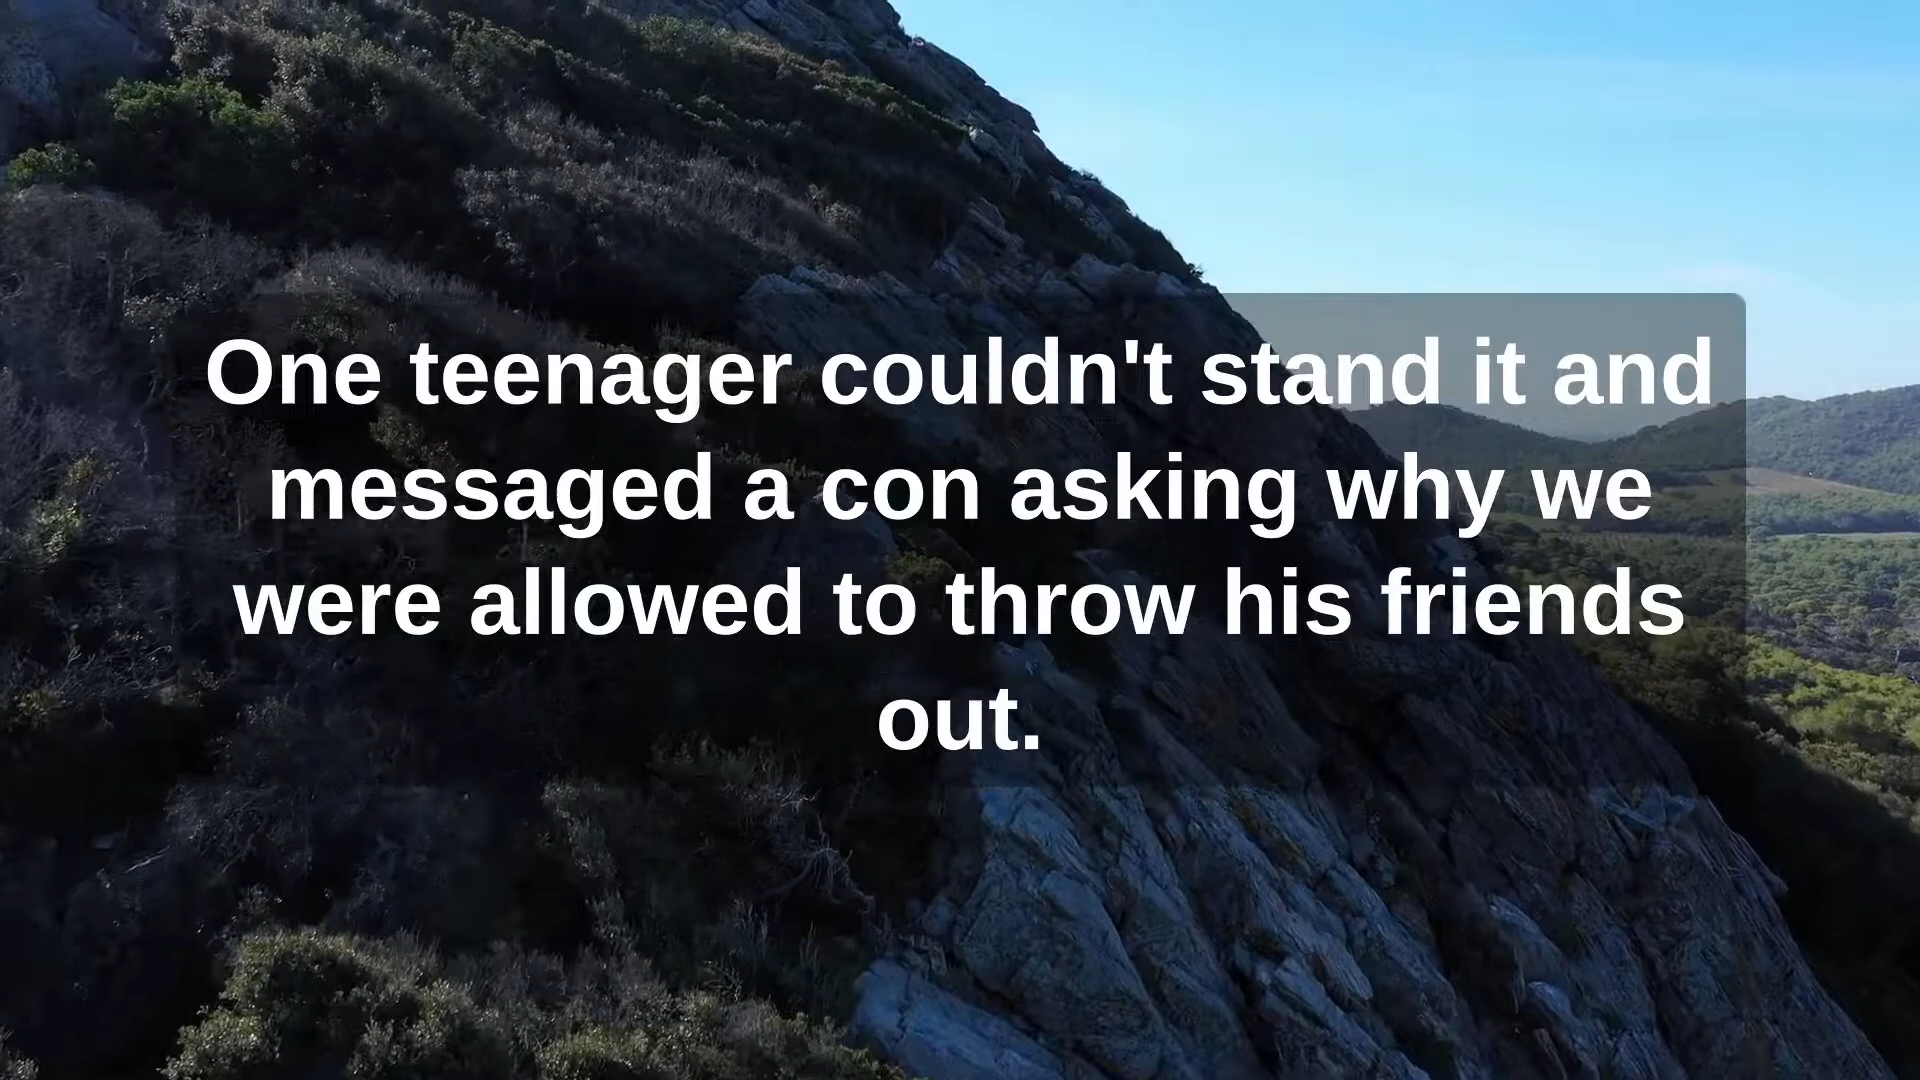 One teenager couldn't stand it and
messaged a con asking why we
were allowed to throw his friends
out.